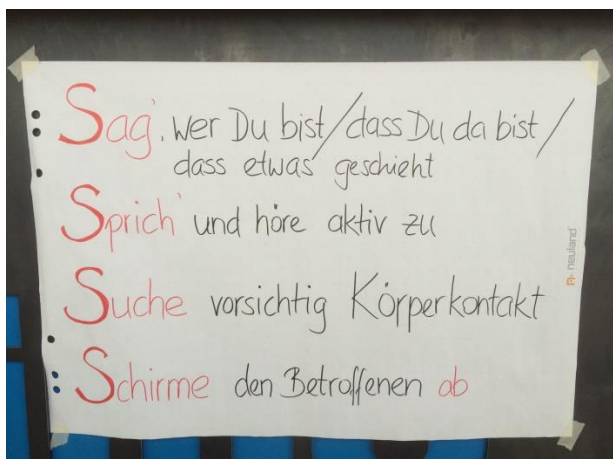 Sag', wer Du bist/dass Du da bist/
dass etwas geschieht
Sprich' und höre aktiv zu
Suche vorsichtig Körperkontakt
Schirme den Betroffenen ab
neuland